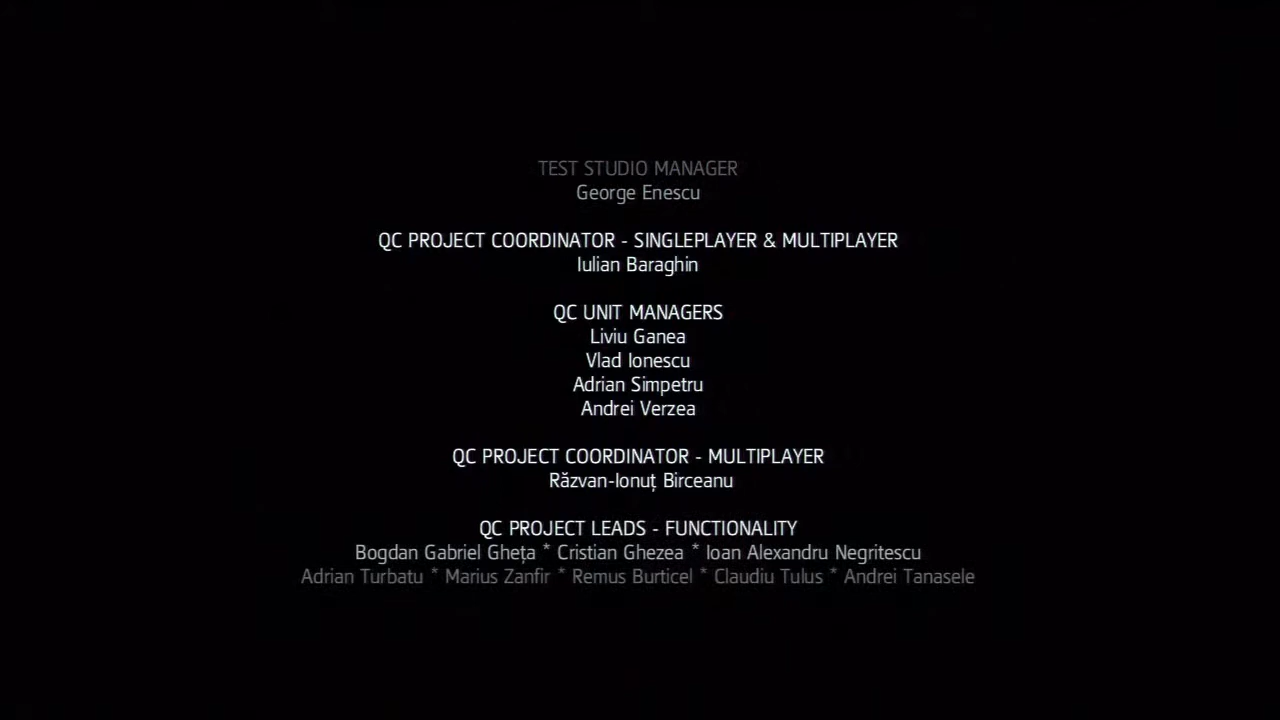 TEST STUDIO MANAGER
George Enescu
QC PROJECT COORDINATOR - SINGLEPLAYER & MULTIPLAYER
Iulian Baraghin
QC UNIT MANAGERS
Liviu Ganea
Vlad Ionescu
Adrian Simpetru
Andrei Verzea
QC PROJECT COORDINATOR - MULTIPLAYER
Răzvan-Ionuț Birceanu
QC PROJECT LEADS - FUNCTIONALITY
Bogdan Gabriel Gheța * Cristian Ghezea * Ioan Alexandru Negritescu
Adrian Turbatu * Marius Zanfir * Remus Burticel * Claudiu Tulus * Andrei Tanasele